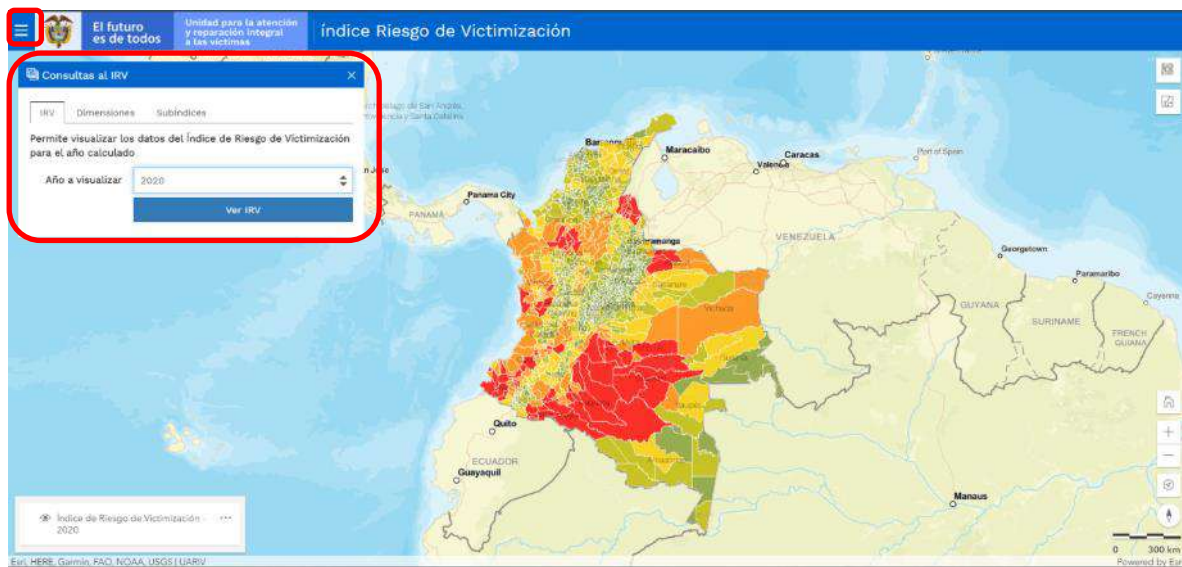 El futuro
es de todos
Unidad para la atención
y reparación integral
a las víctimas
índice Riesgo de Victimización
Consultas al IRV
IRV Dimensiones Subíndices
Permite visualizar los datos del Índice de Riesgo de Victimización
para el año calculado
Año a visualizar 2020
Ver IRV
Maracaibo
Caracas
Valencia
Port of Spain
Panama City
PANAMÁ
VENEZUELA
Georgetown
Paramaribo
Cayenne
GUYANA
SURINAME
FRENCH
GUIANA
Vichada
Quito
ECUADOR
Guayaquil
Manaus
Índice de Riesgo de Victimización -
2020
0 300 km
Esri, HERE, Garmin, FAO, NOAA, USGS | UARIV
Powered by Esri